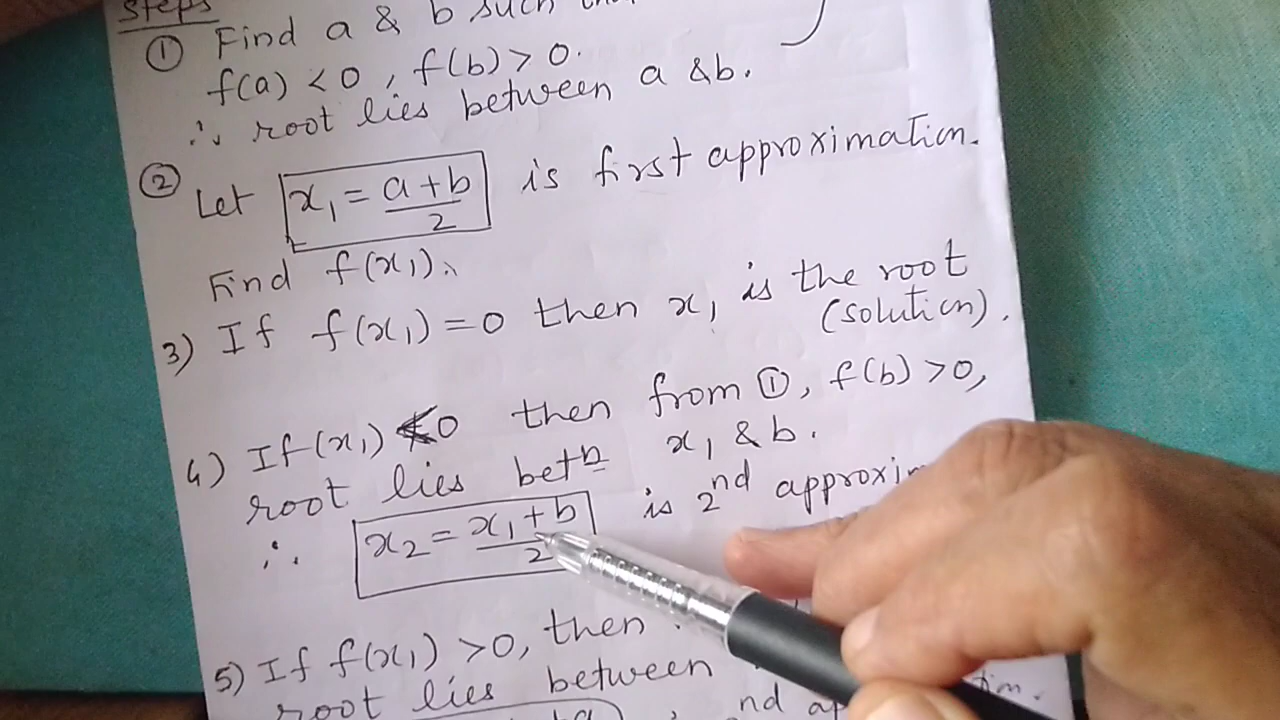 Steps
① Find a & b such
f(a) < 0, f(b) > 0.
∴ root lies between a & b.
② Let x₁ = a+b/2 is first approximation.
Find f(x₁).
3) If f(x₁) = 0 then x₁ is the root
(solution).
4) If f(x₁) < 0 then from ①, f(b) > 0,
root lies betⁿ x₁ & b.
∴ x₂ = x₁+b/2 is 2nd approxi
5) If f(x₁) > 0, then
root lies between
nd